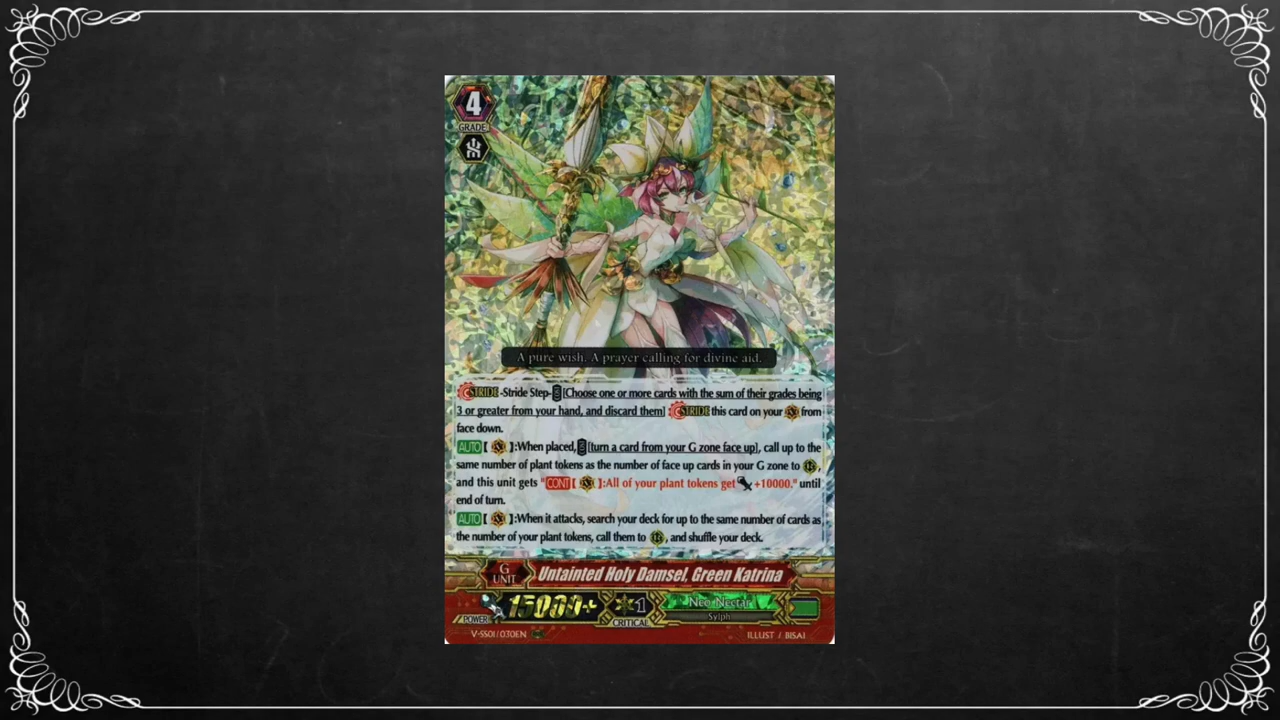 4
GRADE
A pure wish. A prayer calling for divine aid.
STRIDE -Stride Step- [Choose one or more cards with the sum of their grades being
3 or greater from your hand, and discard them] STRIDE this card on your from
face down.
AUTO [ ]:When placed, [turn a card from your G zone face up], call up to the
same number of plant tokens as the number of face up cards in your G zone to ,
and this unit gets "CONT [ ]:All of your plant tokens get +10000." until
end of turn.
AUTO [ ]:When it attacks, search your deck for up to the same number of cards as
the number of your plant tokens, call them to , and shuffle your deck.
G
UNIT
Untainted Holy Damsel, Green Katrina
POWER 15000+ 1 CRITICAL
Neo Nectar
Sylph
V-SS01/030EN
ILLUST / BISAI